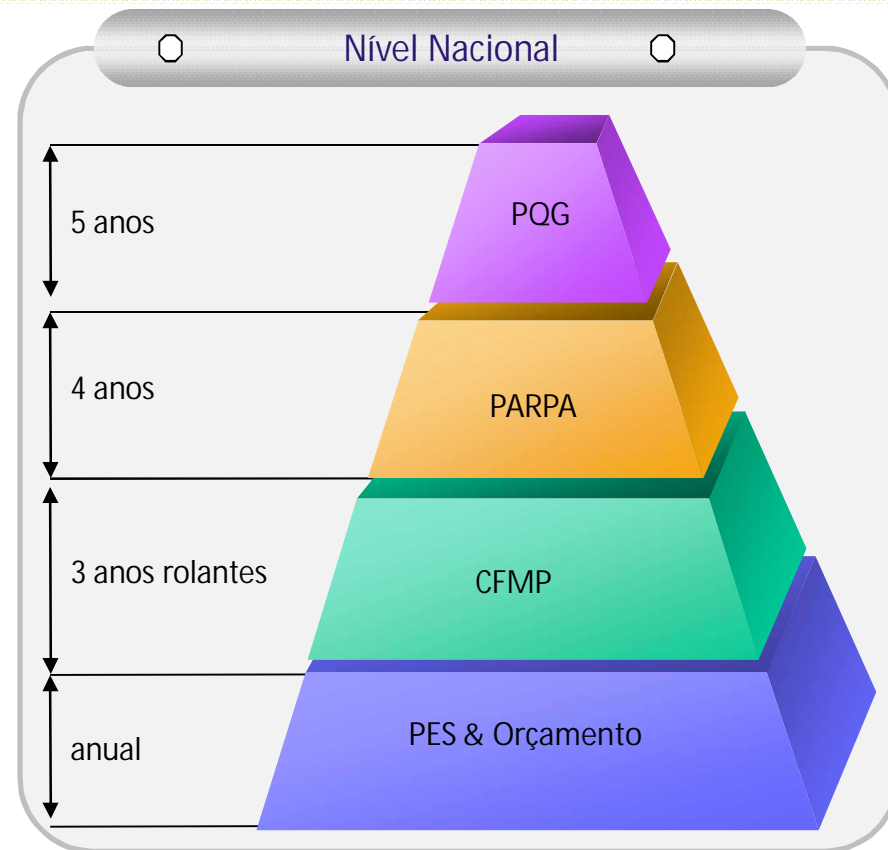 Nível Nacional
5 anos
PQG
4 anos
PARPA
3 anos rolantes
CFMP
anual
PES & Orçamento